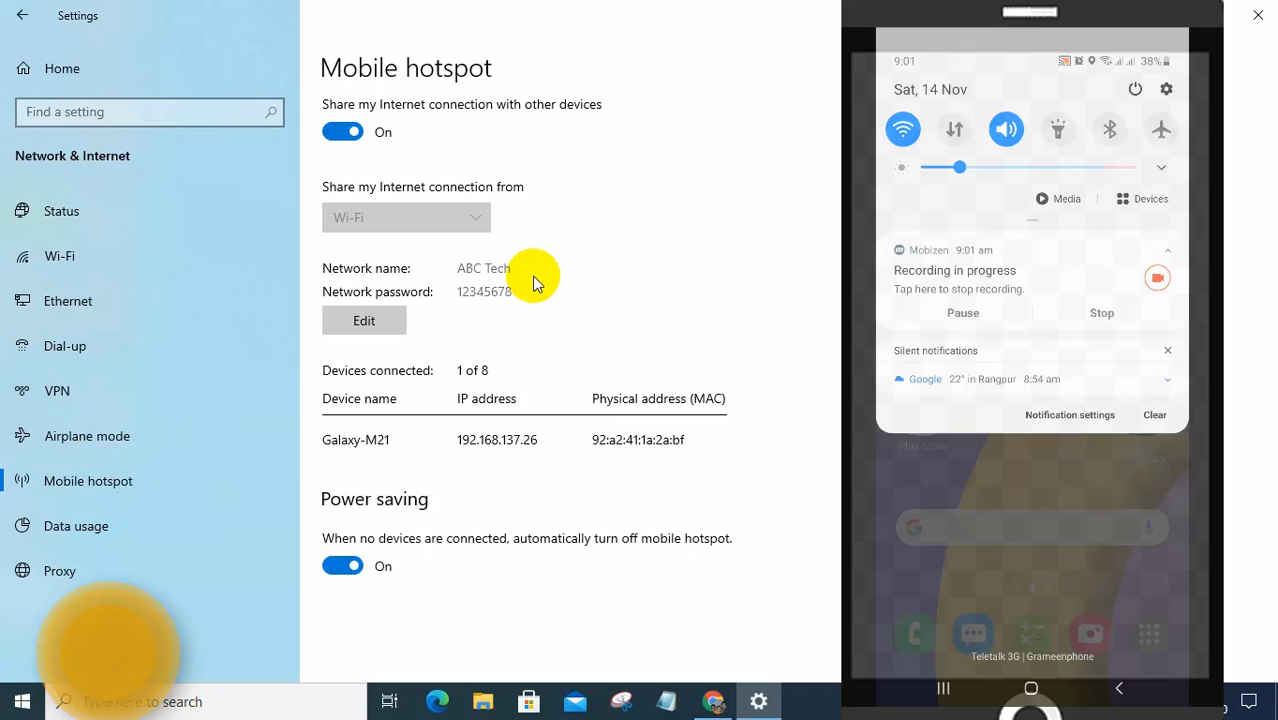 Settings
Home
Find a setting
Network & Internet
Status
Wi-Fi
Ethernet
Dial-up
VPN
Airplane mode
Mobile hotspot
Data usage
Proxy
Mobile hotspot
Share my Internet connection with other devices
On
Share my Internet connection from
Wi-Fi
Network name: ABC Tech
Network password: 12345678
Edit
Devices connected: 1 of 8
Device name IP address Physical address (MAC)
Galaxy-M21 192.168.137.26 92:a2:41:1a:2a:bf
Power saving
When no devices are connected, automatically turn off mobile hotspot.
On
Type here to search
9:01 38%
Sat, 14 Nov
Media Devices
Mobizen 9:01 am
Recording in progress
Tap here to stop recording.
Pause Stop
Silent notifications
Google 22° in Rangpur 8:54 am
Notification settings Clear
Play Store
Teletalk 3G | Grameenphone